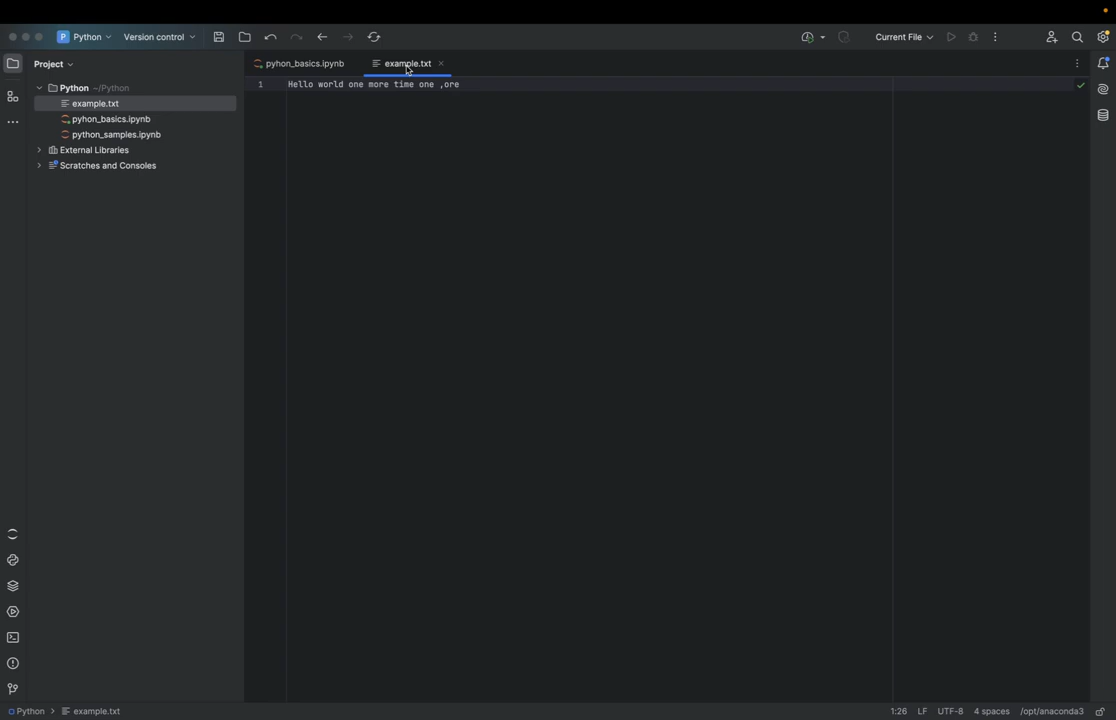 P Python Version control Current File
Project
pyhon_basics.ipynb example.txt
Python ~/Python
example.txt
pyhon_basics.ipynb
python_samples.ipynb
External Libraries
Scratches and Consoles
1 Hello world one more time one ,ore
Python > example.txt 1:26 LF UTF-8 4 spaces /opt/anaconda3